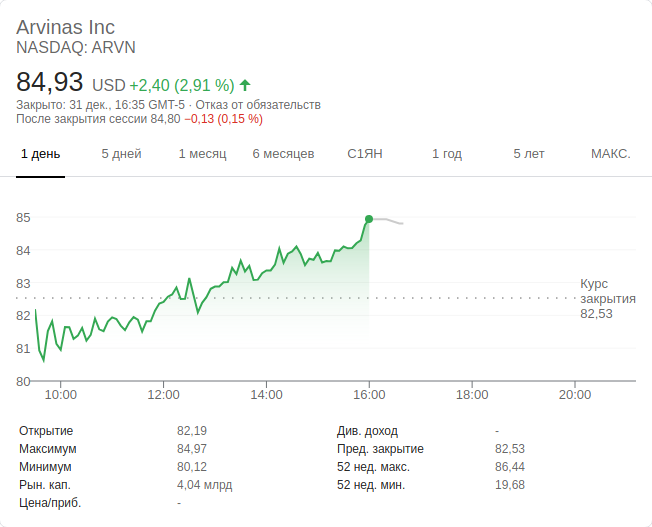 Arvinas Inc
NASDAQ: ARVN
84,93 USD +2,40 (2,91 %)
Закрыто: 31 дек., 16:35 GMT-5 · Отказ от обязательств
После закрытия сессии 84,80 −0,13 (0,15 %)
1 день 5 дней 1 месяц 6 месяцев С1ЯН 1 год 5 лет МАКС.
85
84
83
82
81
80
Курс
закрытия
82,53
10:00 12:00 14:00 16:00 18:00 20:00
Открытие 82,19 Див. доход -
Максимум 84,97 Пред. закрытие 82,53
Минимум 80,12 52 нед. макс. 86,44
Рын. кап. 4,04 млрд 52 нед. мин. 19,68
Цена/приб. -